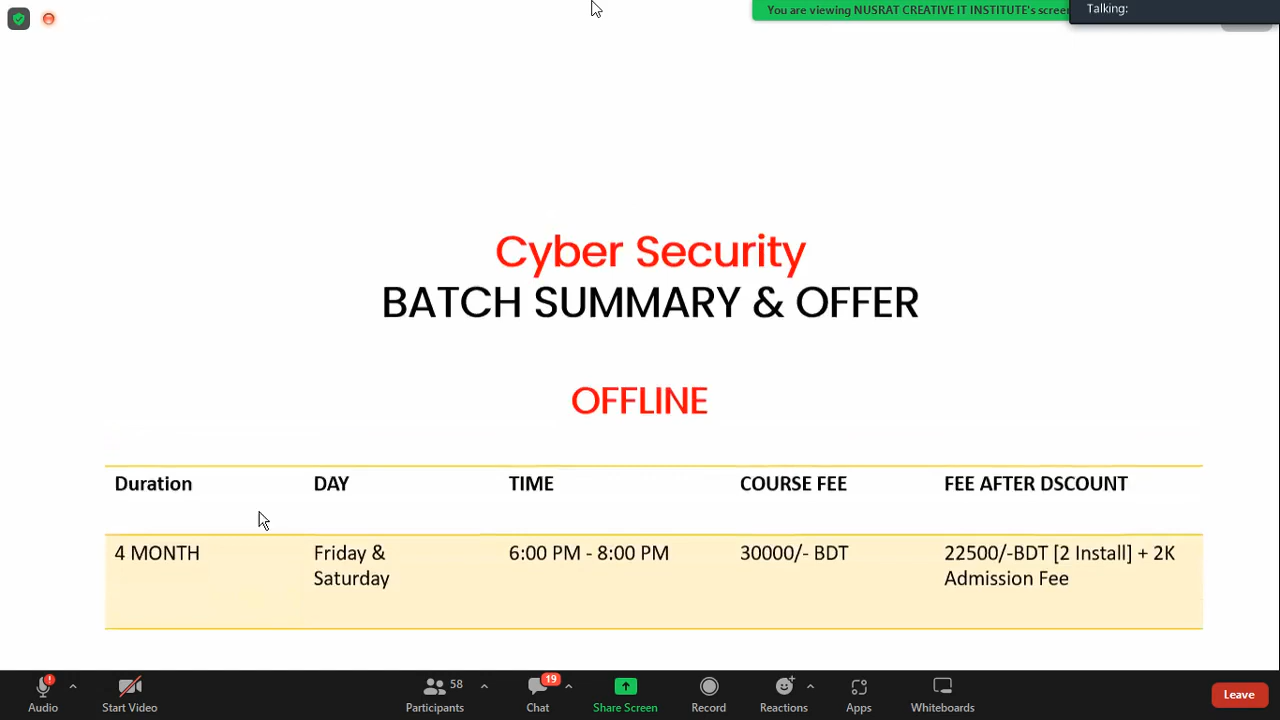 You are viewing NUSRAT CREATIVE IT INSTITUTE's screen
Talking:
Cyber Security
BATCH SUMMARY & OFFER
OFFLINE
Duration DAY TIME COURSE FEE FEE AFTER DSCOUNT
4 MONTH Friday & 6:00 PM - 8:00 PM 30000/- BDT 22500/-BDT [2 Install] + 2K
Saturday Admission Fee
58 19
Audio Start Video Participants Chat Share Screen Record Reactions Apps Whiteboards Leave